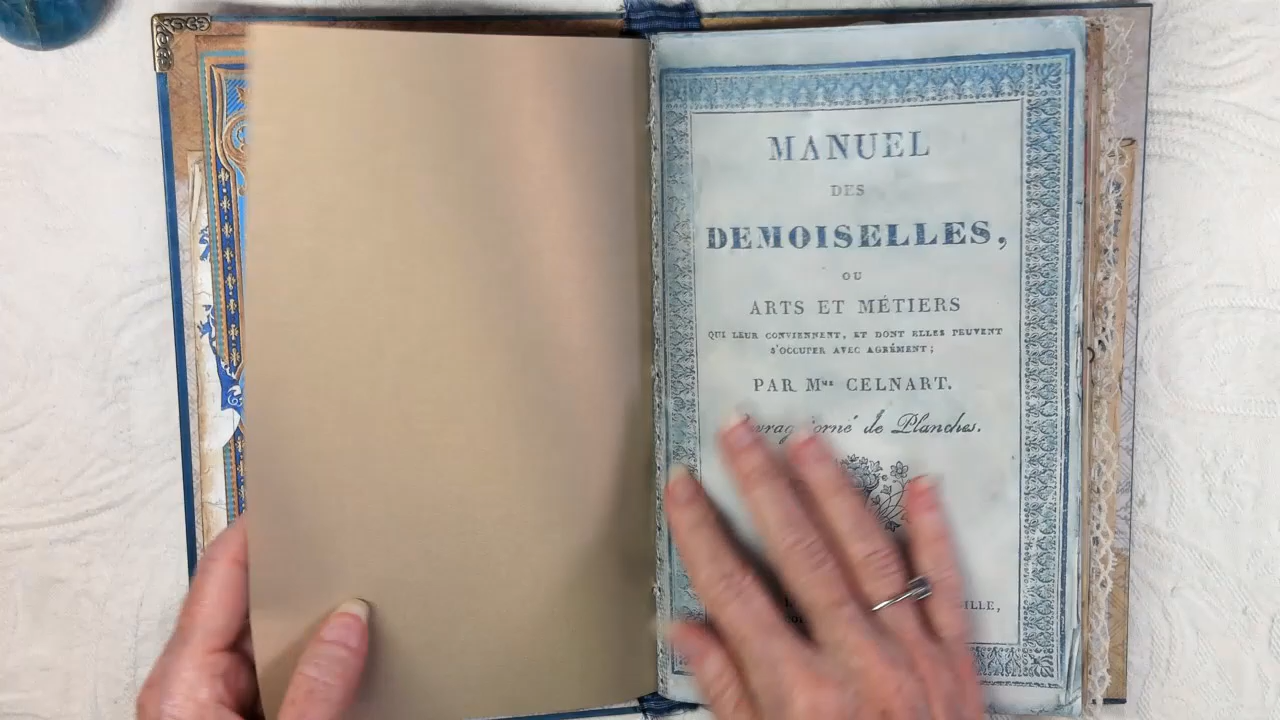 MANUEL
DES
DEMOISELLES,
OU
ARTS ET MÉTIERS
QUI LEUR CONVIENNENT, ET DONT ELLES PEUVENT
S'OCCUPER AVEC AGRÉMENT;
PAR Mme CELNART.
orné de Planches.